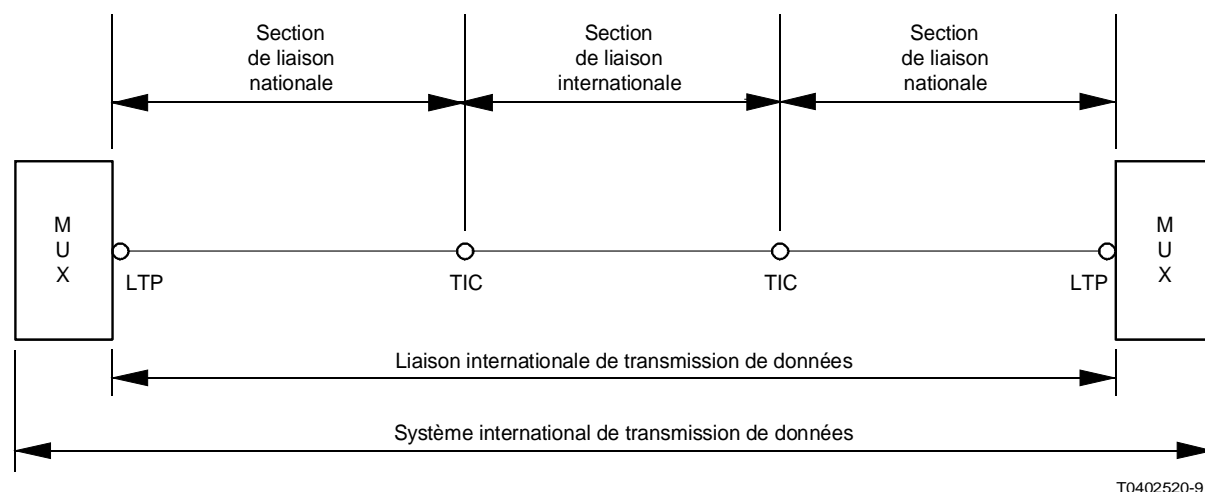 Section
de liaison
nationale
Section
de liaison
internationale
Section
de liaison
nationale
M
U
X
LTP
TIC
TIC
LTP
M
U
X
Liaison internationale de transmission de données
Système international de transmission de données
T0402520-9